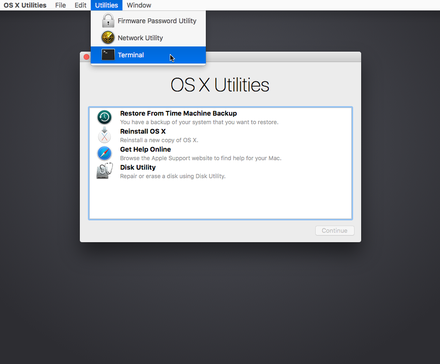 OS X Utilities File Edit Utilities Window
Firmware Password Utility
Network Utility
Terminal
OS X Utilities
Restore From Time Machine Backup
You have a backup of your system that you want to restore.
Reinstall OS X
Reinstall a new copy of OS X.
Get Help Online
Browse the Apple Support website to find help for your Mac.
Disk Utility
Repair or erase a disk using Disk Utility.
Continue